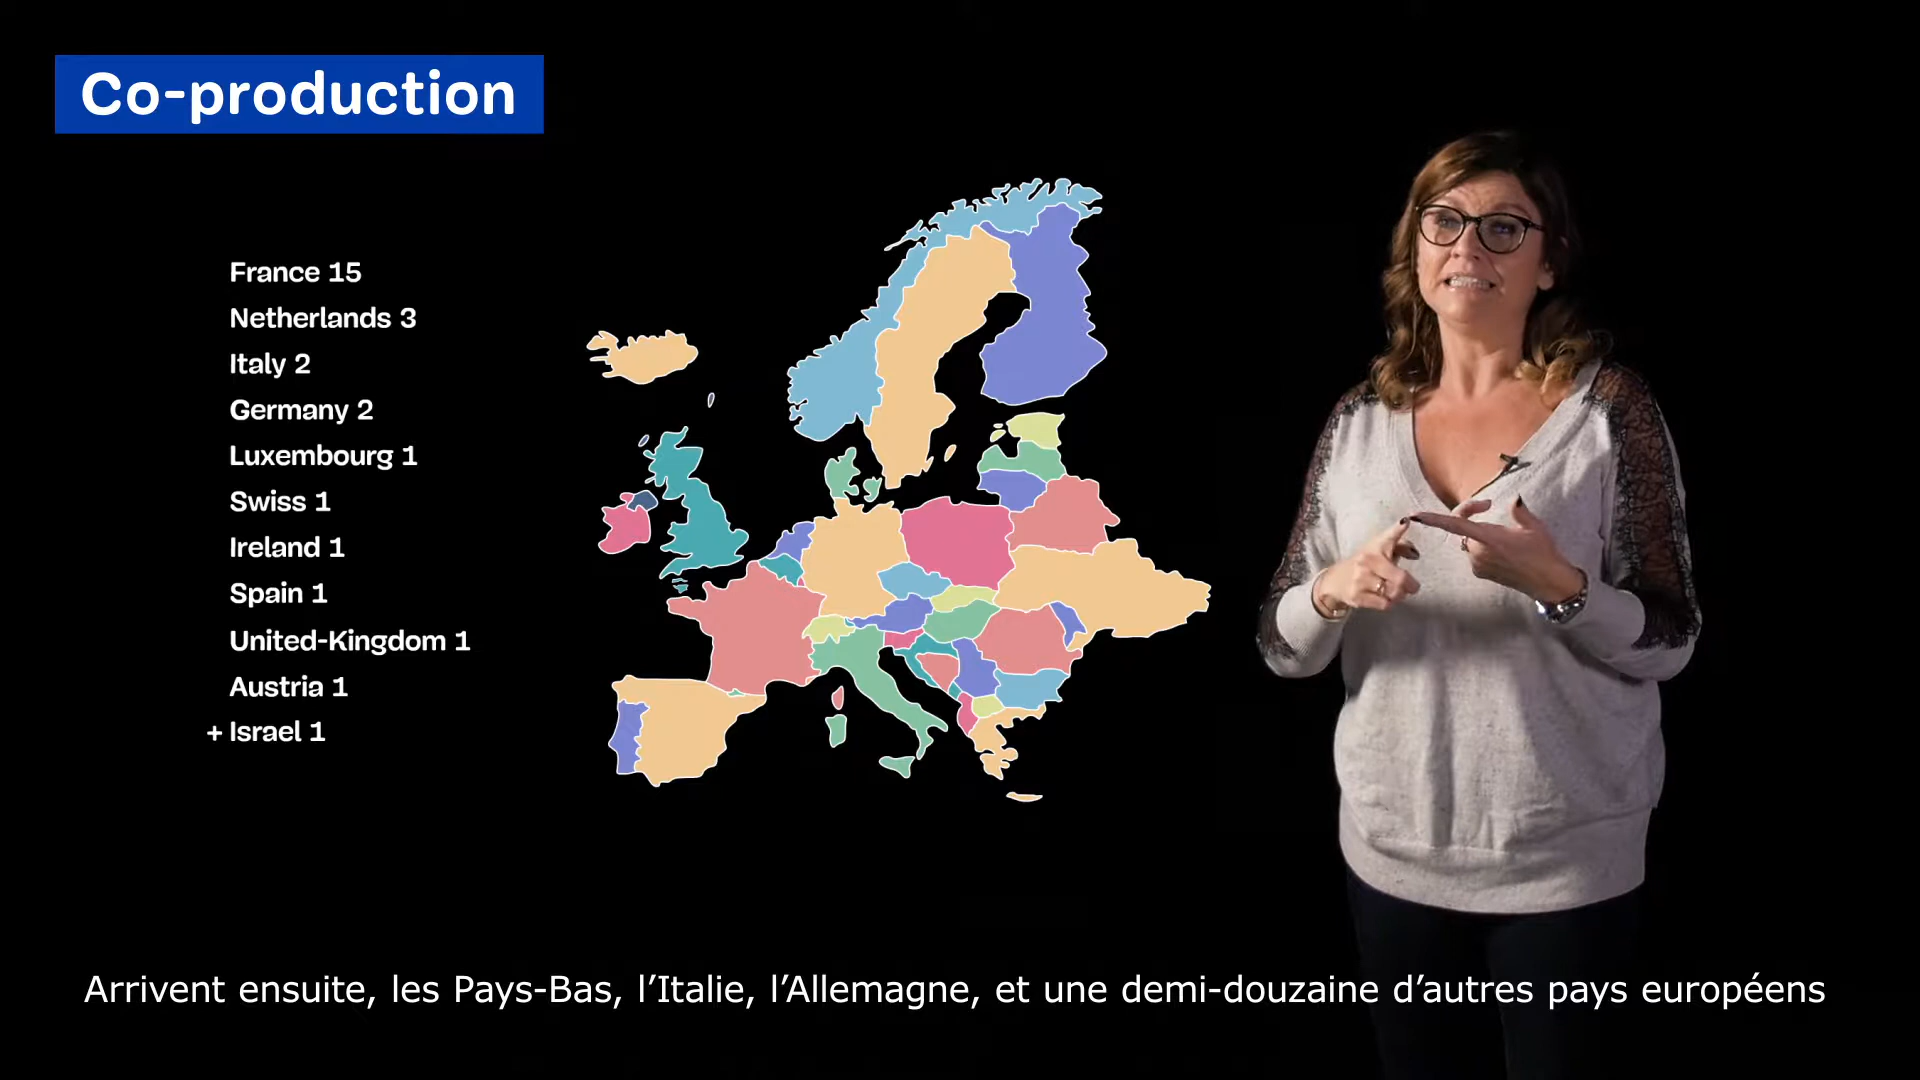 Co-production
France 15
Netherlands 3
Italy 2
Germany 2
Luxembourg 1
Swiss 1
Ireland 1
Spain 1
United-Kingdom 1
Austria 1
+ Israel 1
Arrivent ensuite, les Pays-Bas, l’Italie, l’Allemagne, et une demi-douzaine d’autres pays européens